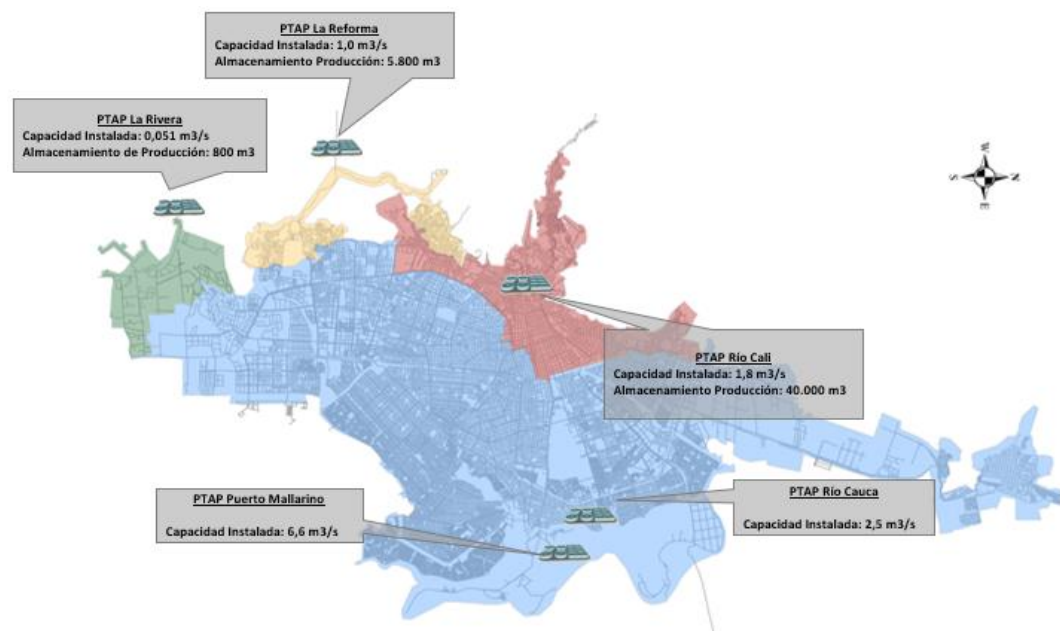 PTAP La Reforma
Capacidad Instalada: 1,0 m3/s
Almacenamiento Producción: 5.800 m3
PTAP La Rivera
Capacidad Instalada: 0,051 m3/s
Almacenamiento de Producción: 800 m3
W
S
N
E
PTAP Río Cali
Capacidad Instalada: 1,8 m3/s
Almacenamiento Producción: 40.000 m3
PTAP Puerto Mallarino
Capacidad Instalada: 6,6 m3/s
PTAP Río Cauca
Capacidad Instalada: 2,5 m3/s